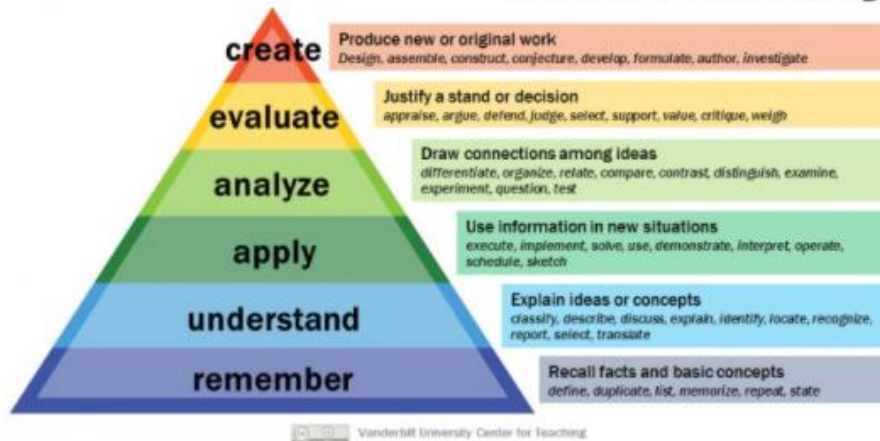 create
Produce new or original work
Design, assemble, construct, conjecture, develop, formulate, author, investigate
evaluate
Justify a stand or decision
appraise, argue, defend, judge, select, support, value, critique, weigh
analyze
Draw connections among ideas
differentiate, organize, relate, compare, contrast, distinguish, examine,
experiment, question, test
apply
Use information in new situations
execute, implement, solve, use, demonstrate, interpret, operate,
schedule, sketch
understand
Explain ideas or concepts
classify, describe, discuss, explain, identify, locate, recognize,
report, select, translate
remember
Recall facts and basic concepts
define, duplicate, list, memorize, repeat, state
Vanderbilt University Center for Teaching